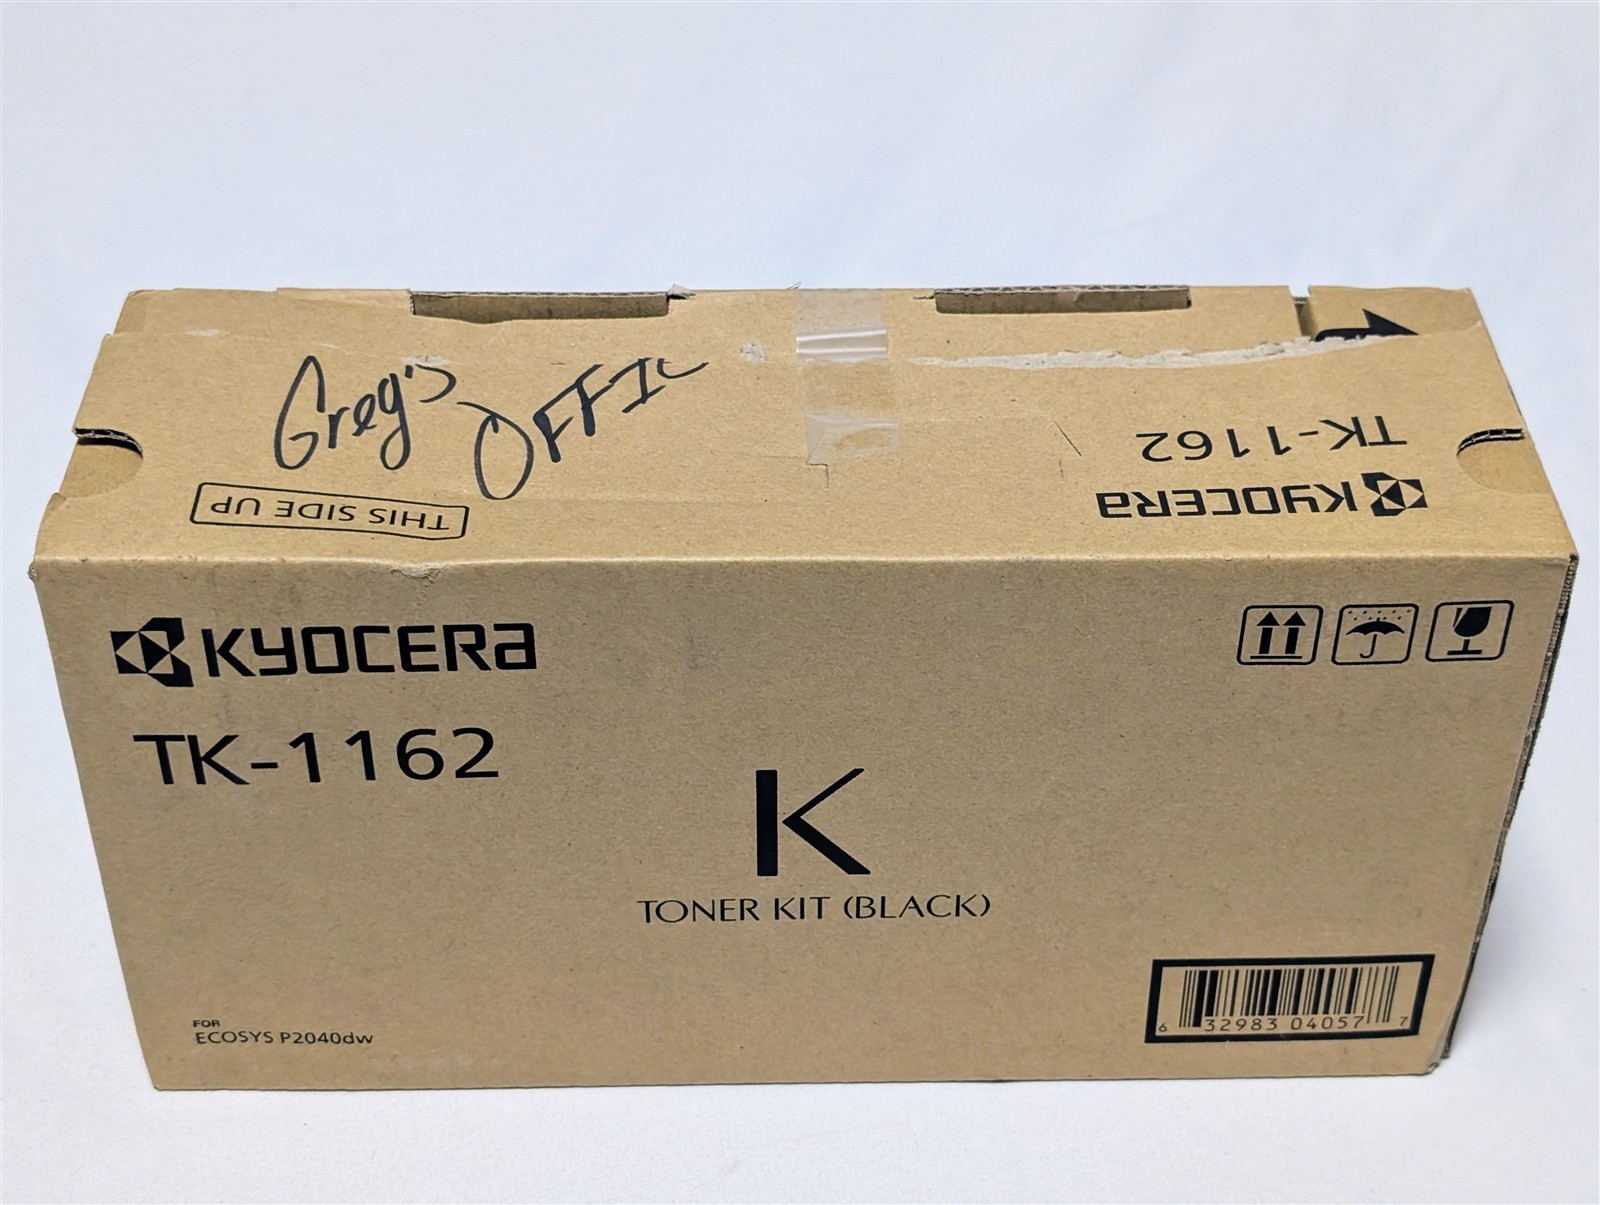 Greg's
OFFIC
THIS SIDE UP
TK-1162
KYOCERA
KYOCERA
TK-1162
K
TONER KIT (BLACK)
FOR
ECOSYS P2040dw
6 32983 04057 7